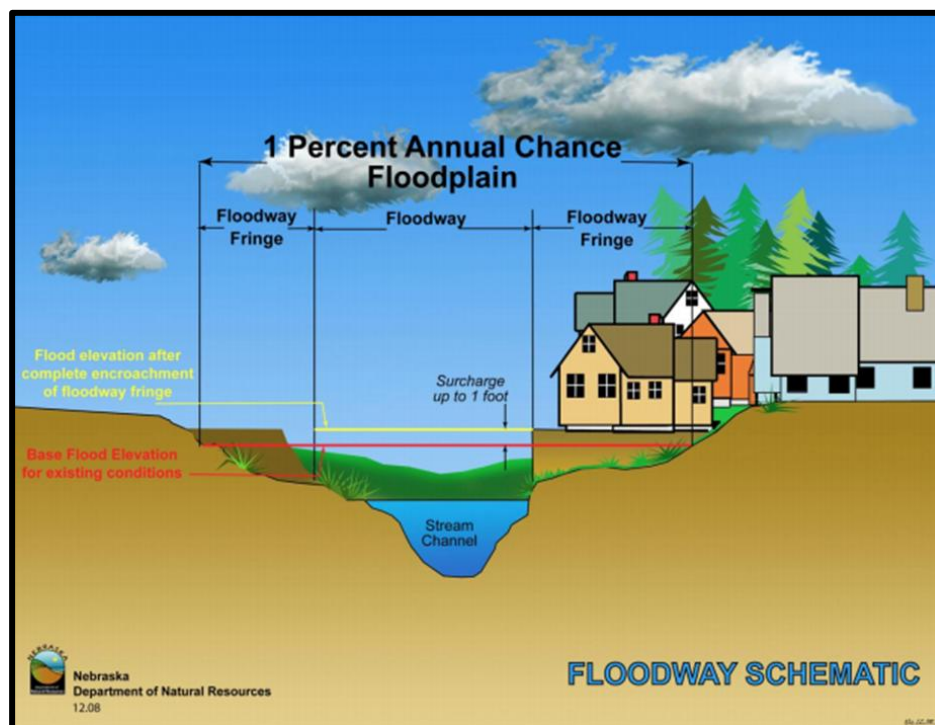 1 Percent Annual Chance
Floodplain
Floodway
Fringe
Floodway
Floodway
Fringe
Flood elevation after
complete encroachment
of floodway fringe
Surcharge
up to 1 foot
Base Flood Elevation
for existing conditions
Stream
Channel
NEBRASKA
Nebraska
Department of Natural Resources
12.08
FLOODWAY SCHEMATIC